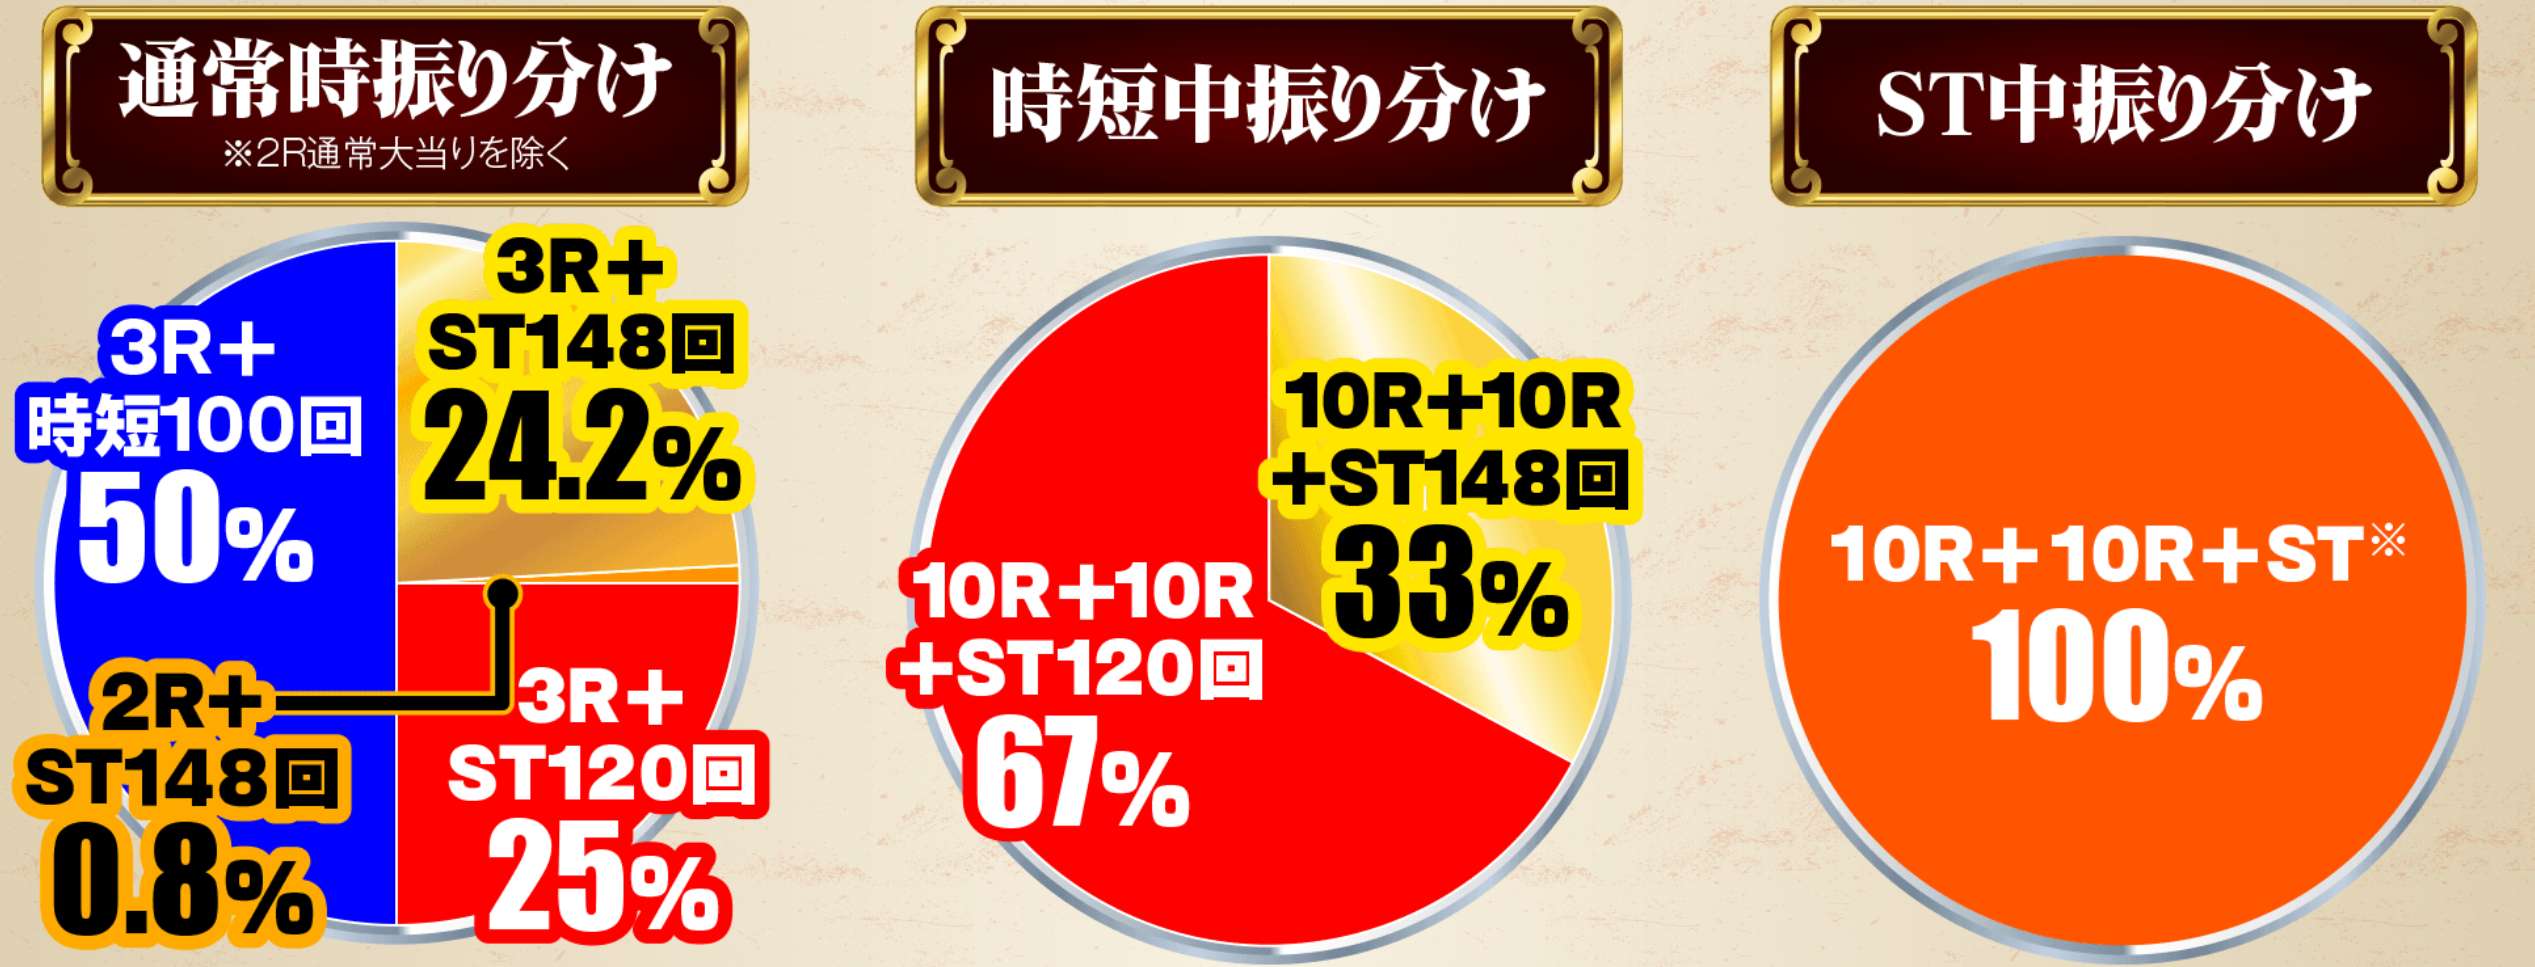 通常時振り分け
※2R通常大当りを除く
3R+
ST148回
24.2%
3R+
時短100回
50%
2R+
ST148回
0.8%
3R+
ST120回
25%
時短中振り分け
10R+10R
+ST148回
33%
10R+10R
+ST120回
67%
ST中振り分け
10R+10R+ST※
100%